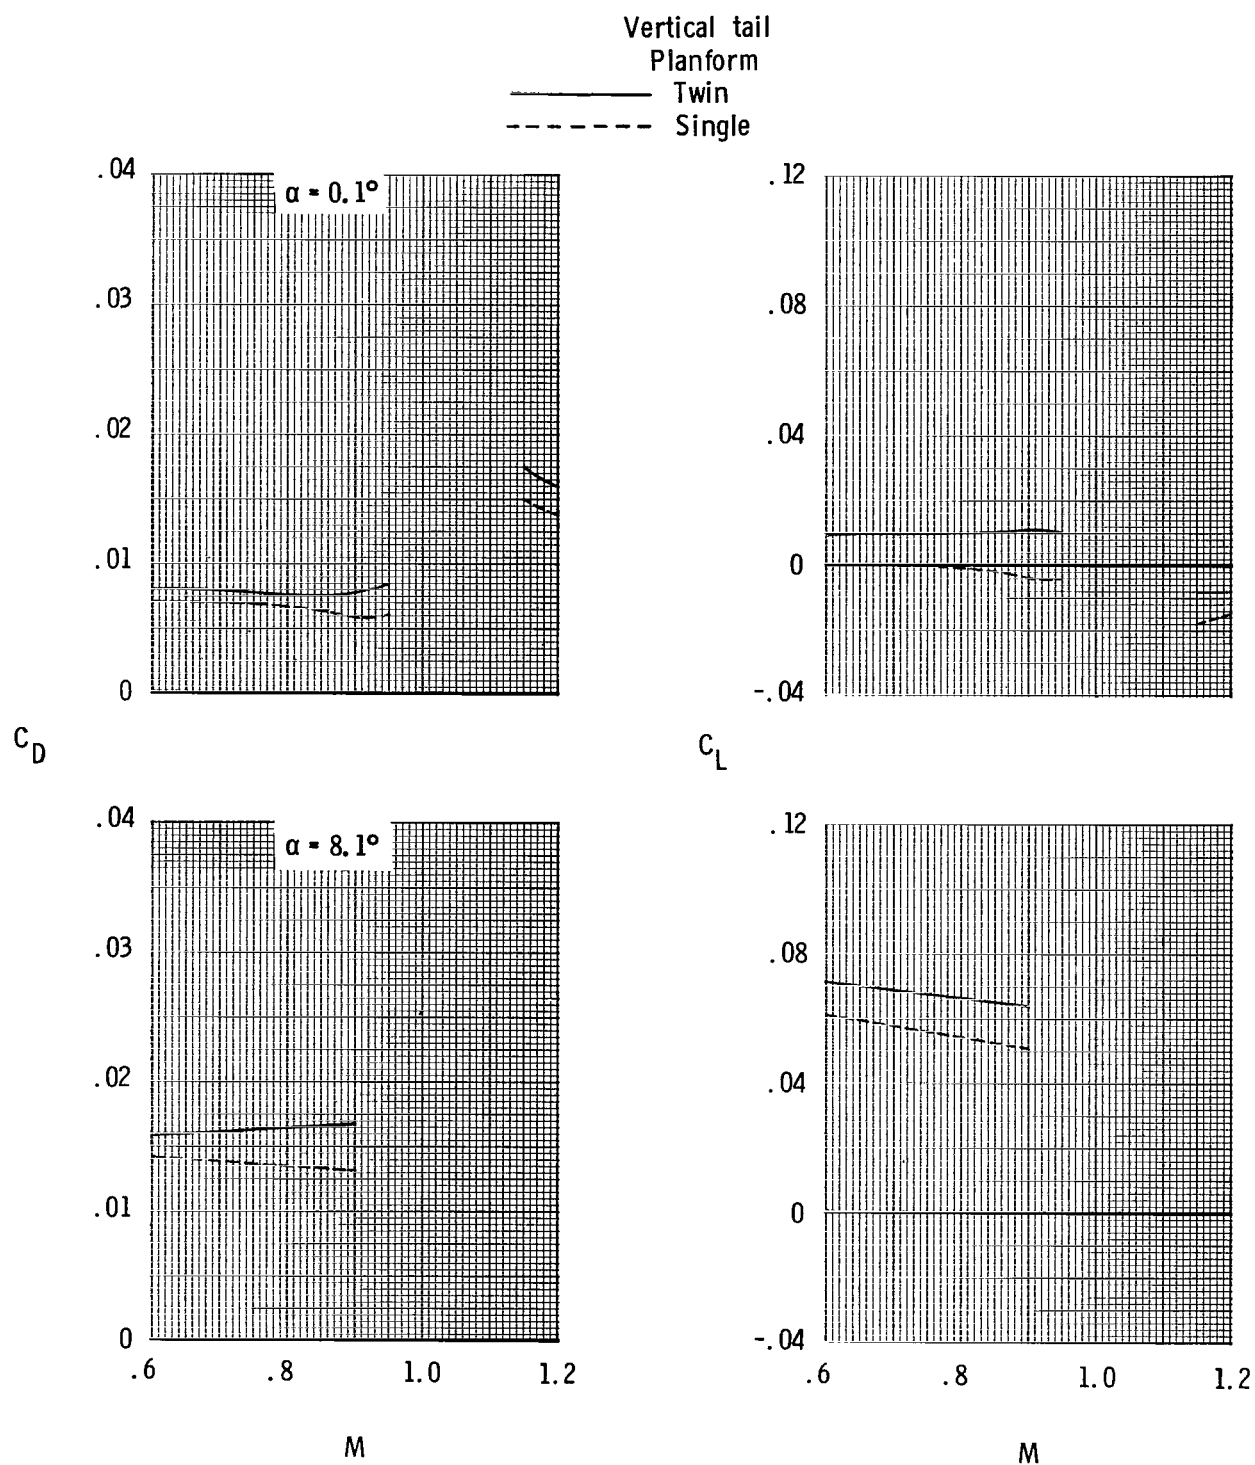 Vertical tail
Planform
Twin
Single
.04
α = 0.1°
.03
.02
.01
0
.12
.08
.04
0
-.04
C_D
C_L
.04
α = 8.1°
.03
.02
.01
0
.6 .8 1.0 1.2
M
.12
.08
.04
0
-.04
.6 .8 1.0 1.2
M